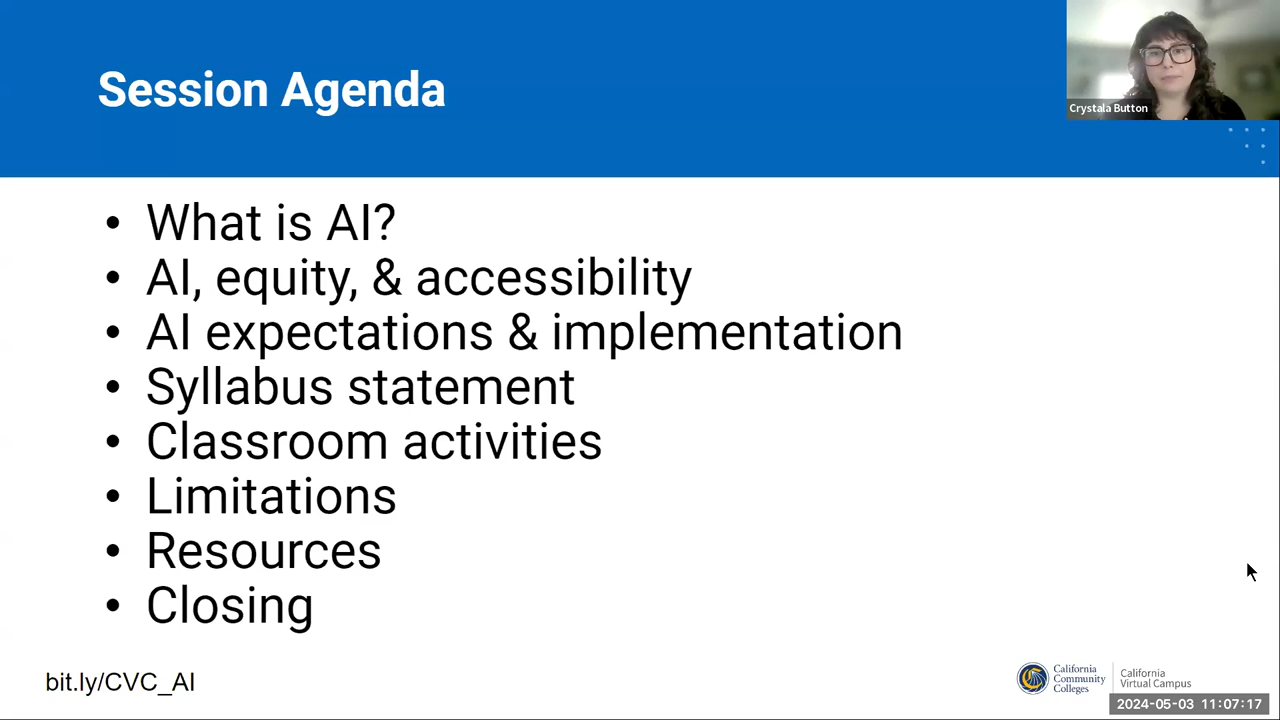 Session Agenda
Crystala Button
• What is AI?
• AI, equity, & accessibility
• AI expectations & implementation
• Syllabus statement
• Classroom activities
• Limitations
• Resources
• Closing
bit.ly/CVC_AI
California
Community
Colleges
California
Virtual Campus
2024-05-03 11:07:17